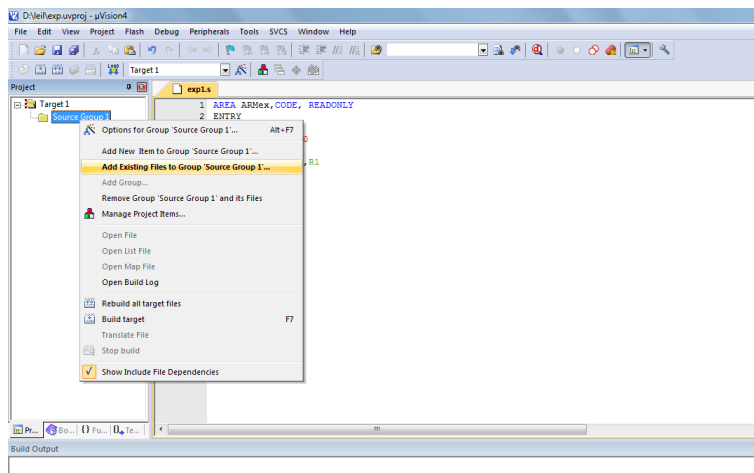 D:\leil\exp.uvproj - µVision4
File Edit View Project Flash Debug Peripherals Tools SVCS Window Help
Target 1
Project
exp1.s
Target 1
Source Group 1
1 AREA ARMex,CODE, READONLY
2 ENTRY
0
,R1
Options for Group 'Source Group 1'... Alt+F7
Add New Item to Group 'Source Group 1'...
Add Existing Files to Group 'Source Group 1'...
Add Group...
Remove Group 'Source Group 1' and its Files
Manage Project Items...
Open File
Open List File
Open Map File
Open Build Log
Rebuild all target files
Build target F7
Translate File
Stop build
Show Include File Dependencies
Pr... Bo... {} Fu... Te...
Build Output